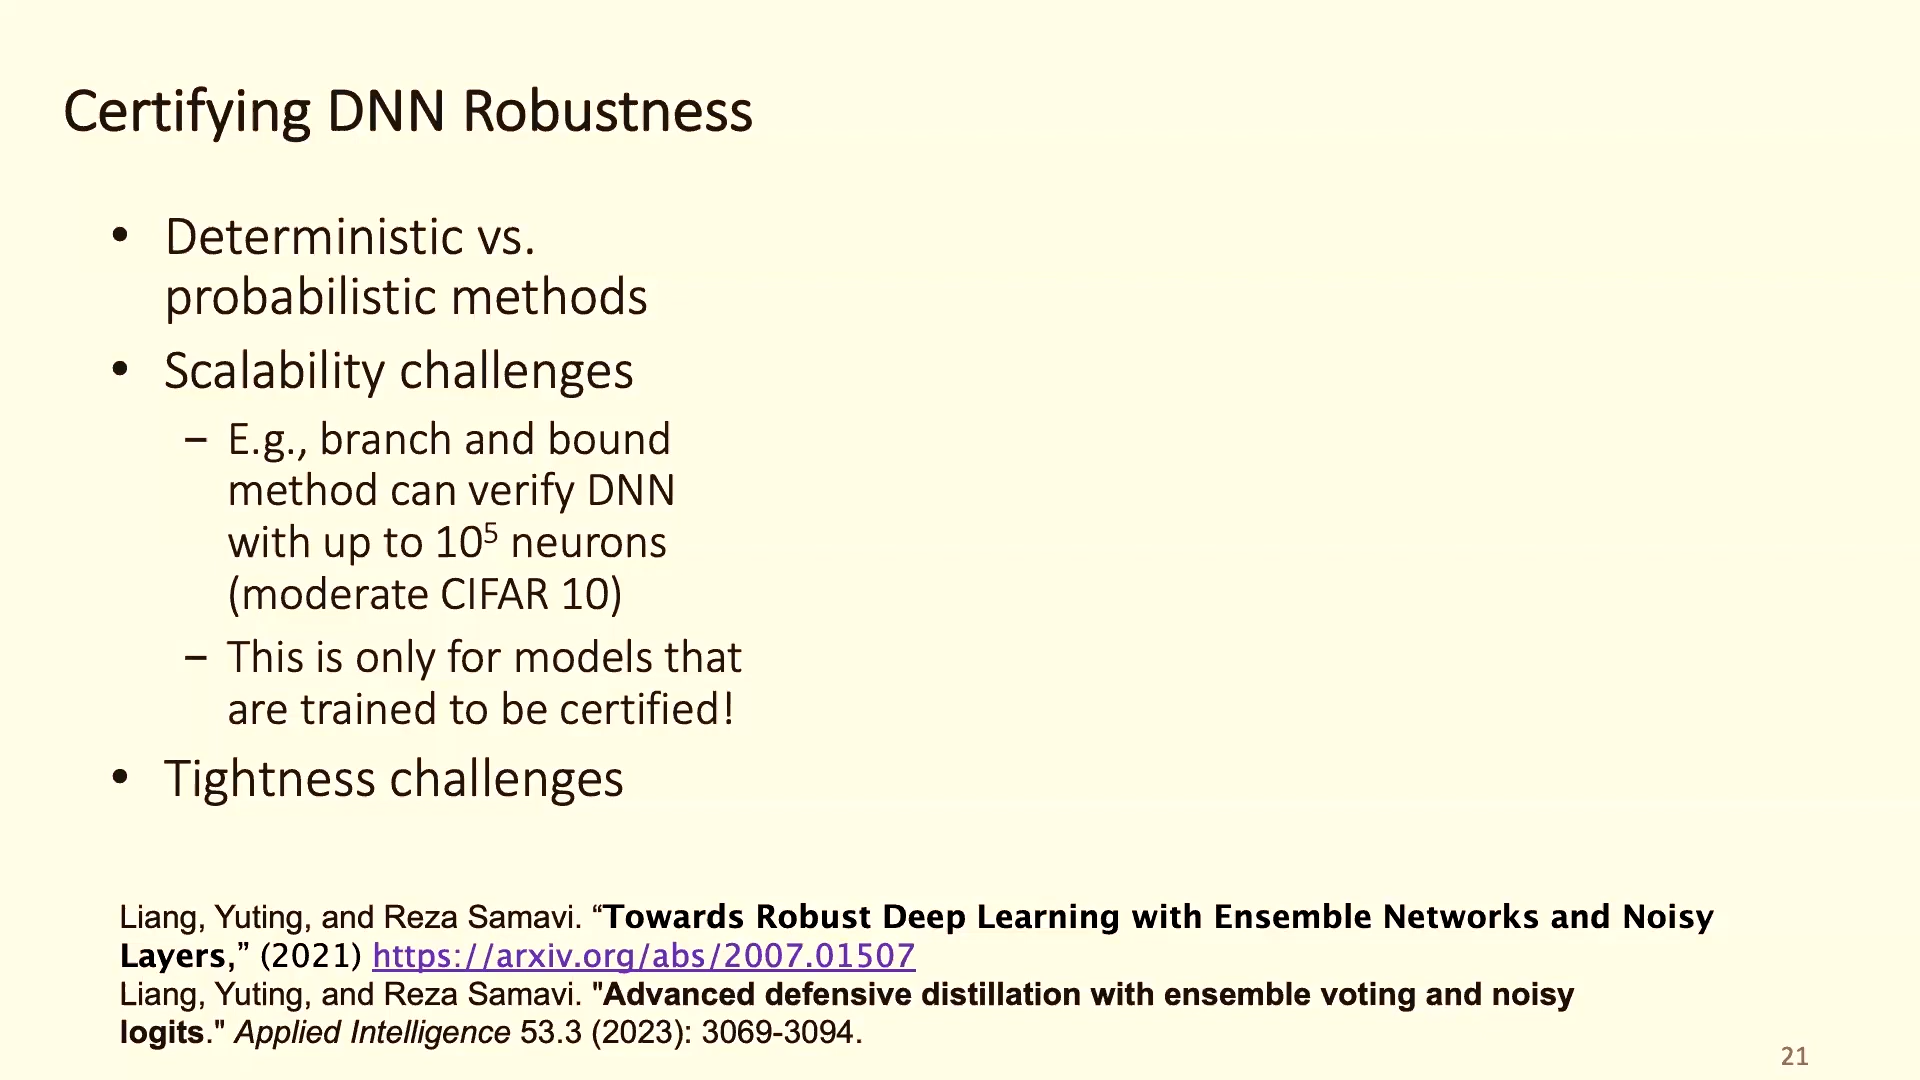 Certifying DNN Robustness
• Deterministic vs.
probabilistic methods
• Scalability challenges
– E.g., branch and bound
method can verify DNN
with up to 10⁵ neurons
(moderate CIFAR 10)
– This is only for models that
are trained to be certified!
• Tightness challenges
Liang, Yuting, and Reza Samavi. “Towards Robust Deep Learning with Ensemble Networks and Noisy
Layers,” (2021) https://arxiv.org/abs/2007.01507
Liang, Yuting, and Reza Samavi. "Advanced defensive distillation with ensemble voting and noisy
logits." Applied Intelligence 53.3 (2023): 3069-3094.
21